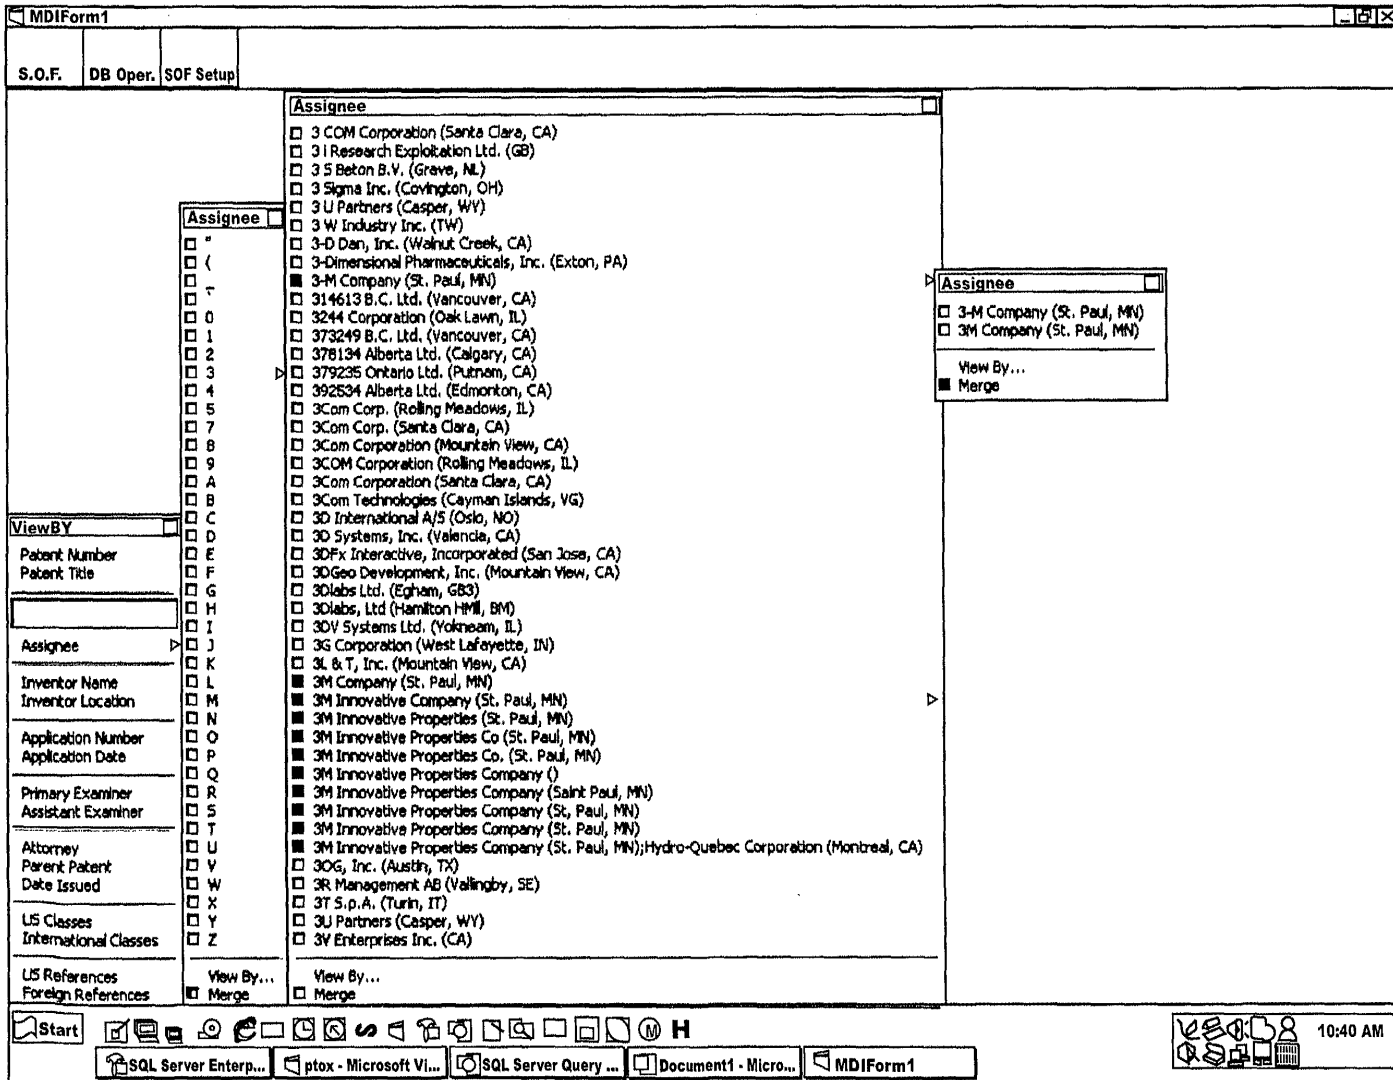 MDIForm1
S.O.F. DB Oper. SOF Setup
Assignee
3 COM Corporation (Santa Clara, CA)
3 I Research Exploitation Ltd. (GB)
3 S Beton B.V. (Grave, NL)
3 Sigma Inc. (Covington, OH)
3 U Partners (Casper, WY)
3 W Industry Inc. (TW)
3-D Dan, Inc. (Walnut Creek, CA)
3-Dimensional Pharmaceuticals, Inc. (Exton, PA)
3-M Company (St. Paul, MN)
314613 B.C. Ltd. (Vancouver, CA)
3244 Corporation (Oak Lawn, IL)
373249 B.C. Ltd. (Vancouver, CA)
378134 Alberta Ltd. (Calgary, CA)
379235 Ontario Ltd. (Putnam, CA)
392534 Alberta Ltd. (Edmonton, CA)
3Com Corp. (Rolling Meadows, IL)
3Com Corp. (Santa Clara, CA)
3Com Corporation (Mountain View, CA)
3COM Corporation (Rolling Meadows, IL)
3Com Corporation (Santa Clara, CA)
3Com Technologies (Cayman Islands, VG)
3D International A/S (Oslo, NO)
3D Systems, Inc. (Valencia, CA)
3DFx Interactive, Incorporated (San Jose, CA)
3DGeo Development, Inc. (Mountain View, CA)
3Dlabs Ltd. (Egham, GB3)
3Dlabs, Ltd (Hamilton HMll, BM)
3DV Systems Ltd. (Yokneam, IL)
3G Corporation (West Lafayette, IN)
3L & T, Inc. (Mountain View, CA)
3M Company (St. Paul, MN)
3M Innovative Company (St. Paul, MN)
3M Innovative Properties (St. Paul, MN)
3M Innovative Properties Co (St. Paul, MN)
3M Innovative Properties Co. (St. Paul, MN)
3M Innovative Properties Company ()
3M Innovative Properties Company (Saint Paul, MN)
3M Innovative Properties Company (St, Paul, MN)
3M Innovative Properties Company (St. Paul, MN)
3M Innovative Properties Company (St. Paul, MN);Hydro-Quebec Corporation (Montreal, CA)
3OG, Inc. (Austin, TX)
3R Management AB (Vallingby, SE)
3T S.p.A. (Turin, IT)
3U Partners (Casper, WY)
3V Enterprises Inc. (CA)
View By...
Merge
Assignee
3-M Company (St. Paul, MN)
3M Company (St. Paul, MN)
View By...
Merge
Assignee
"
(
_
`
0
1
2
3
4
5
7
8
9
A
B
C
D
E
F
G
H
I
J
K
L
M
N
O
P
Q
R
S
T
U
V
W
X
Y
Z
View By...
Merge
ViewBY
Patent Number
Patent Title
Assignee
Inventor Name
Inventor Location
Application Number
Application Date
Primary Examiner
Assistant Examiner
Attorney
Parent Patent
Date Issued
US Classes
International Classes
US References
Foreign References
Start M H 10:40 AM
SQL Server Enterp... ptox - Microsoft Vi... SQL Server Query ... Document1 - Micro... MDIForm1